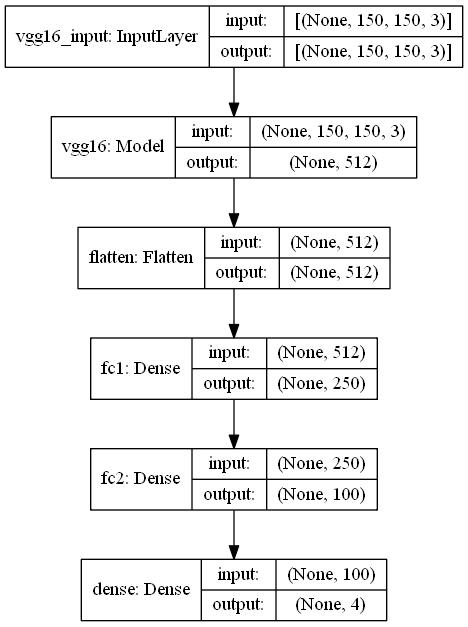 vgg16_input: InputLayer
input: [(None, 150, 150, 3)]
output: [(None, 150, 150, 3)]
vgg16: Model
input: (None, 150, 150, 3)
output: (None, 512)
flatten: Flatten
input: (None, 512)
output: (None, 512)
fc1: Dense
input: (None, 512)
output: (None, 250)
fc2: Dense
input: (None, 250)
output: (None, 100)
dense: Dense
input: (None, 100)
output: (None, 4)